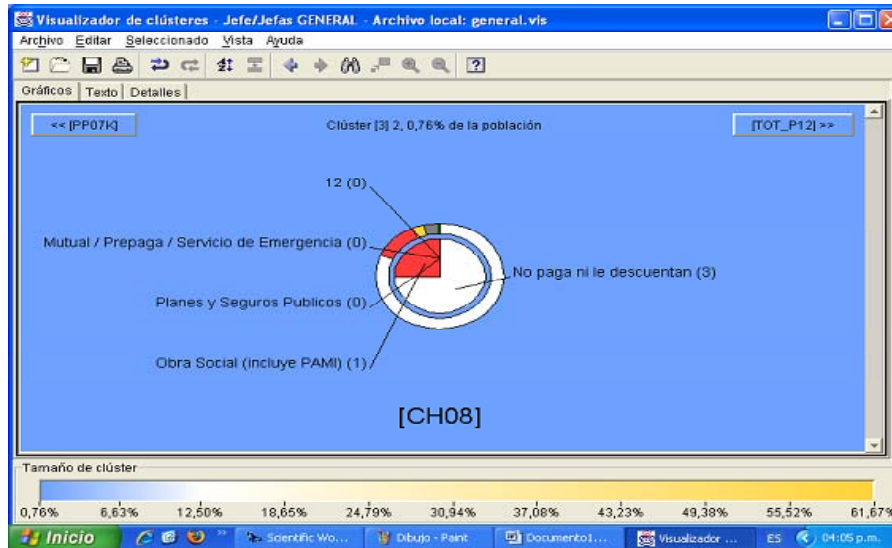 Visualizador de clústeres - Jefe/Jefas GENERAL - Archivo local: general.vis
Archivo Editar Seleccionado Vista Ayuda
Gráficos Texto Detalles
<< [PP07K] Clúster [3] 2, 0,76% de la población [TOT_P12] >>
12 (0)
Mutual / Prepaga / Servicio de Emergencia (0)
No paga ni le descuentan (3)
Planes y Seguros Publicos (0)
Obra Social (incluye PAMI) (1)
[CH08]
Tamaño de clúster
0,76% 6,63% 12,50% 18,65% 24,79% 30,94% 37,08% 43,23% 49,38% 55,52% 61,67%
Inicio Scientific Wo... Dibujo - Paint Documento1... Visualizador ... ES 04:05 p.m.